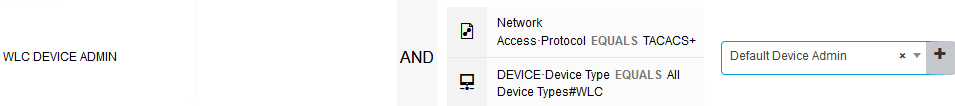 WLC DEVICE ADMIN
AND
Network
Access·Protocol EQUALS TACACS+
DEVICE·Device Type EQUALS All
Device Types#WLC
Default Device Admin × +